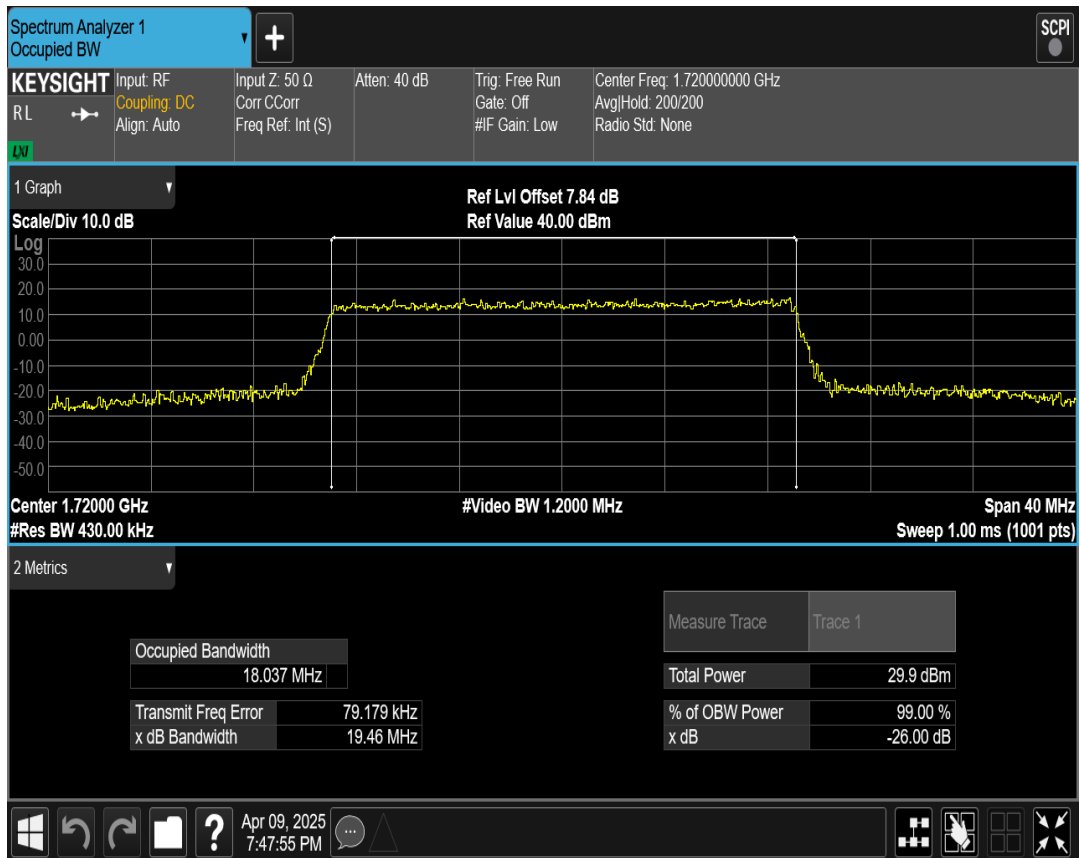 Spectrum Analyzer 1
Occupied BW
+
SCPI
KEYSIGHT
RL
LXI
Input: RF
Coupling: DC
Align: Auto
Input Z: 50 Ω
Corr CCorr
Freq Ref: Int (S)
Atten: 40 dB
Trig: Free Run
Gate: Off
#IF Gain: Low
Center Freq: 1.720000000 GHz
Avg|Hold: 200/200
Radio Std: None
1 Graph
Scale/Div 10.0 dB
Ref Lvl Offset 7.84 dB
Ref Value 40.00 dBm
Log
30.0
20.0
10.0
0.00
-10.0
-20.0
-30.0
-40.0
-50.0
Center 1.72000 GHz
#Video BW 1.2000 MHz
Span 40 MHz
#Res BW 430.00 kHz
Sweep 1.00 ms (1001 pts)
2 Metrics
Measure Trace Trace 1
Occupied Bandwidth
18.037 MHz
Total Power 29.9 dBm
Transmit Freq Error 79.179 kHz
% of OBW Power 99.00 %
x dB Bandwidth 19.46 MHz
x dB -26.00 dB
?
Apr 09, 2025
7:47:55 PM